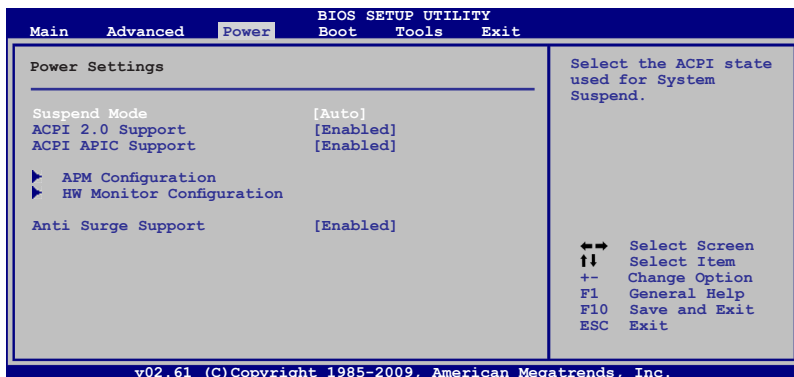 BIOS SETUP UTILITY
Main Advanced Power Boot Tools Exit
Power Settings
Suspend Mode [Auto]
ACPI 2.0 Support [Enabled]
ACPI APIC Support [Enabled]
APM Configuration
HW Monitor Configuration
Anti Surge Support [Enabled]
Select the ACPI state
used for System
Suspend.
←→ Select Screen
↑↓ Select Item
+- Change Option
F1 General Help
F10 Save and Exit
ESC Exit
v02.61 (C)Copyright 1985-2009, American Megatrends, Inc.